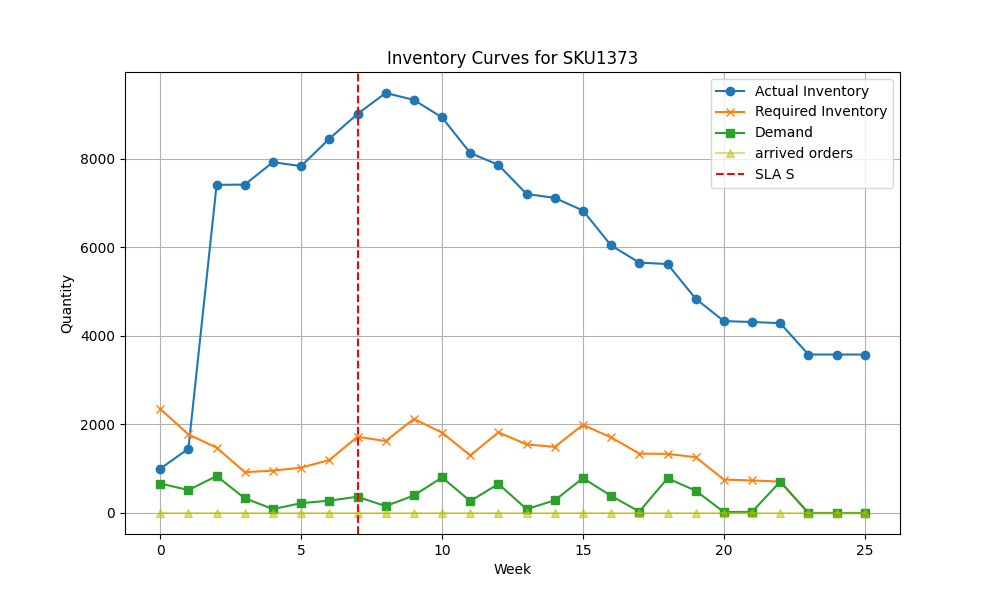 Inventory Curves for SKU1373
Actual Inventory
Required Inventory
Demand
arrived orders
SLA S
Quantity
8000
6000
4000
2000
0
0 5 10 15 20 25
Week